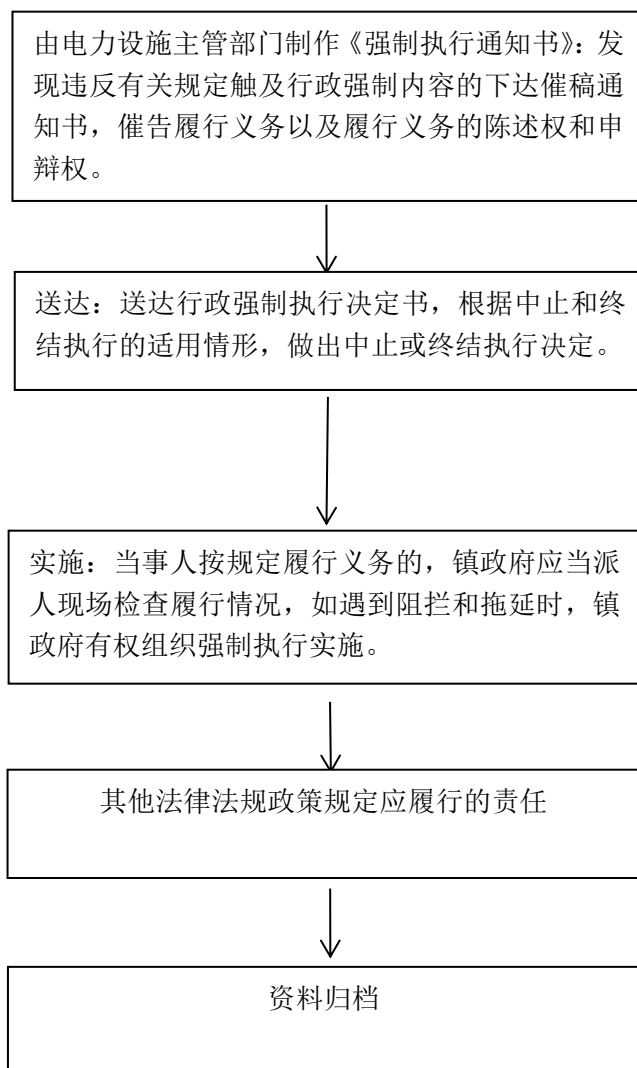 由电力设施主管部门制作《强制执行通知书》：发
现违反有关规定触及行政强制内容的下达催稿通
知书，催告履行义务以及履行义务的陈述权和申
辩权。
送达：送达行政强制执行决定书，根据中止和终
结执行的适用情形，做出中止或终结执行决定。
实施：当事人按规定履行义务的，镇政府应当派
人现场检查履行情况，如遇到阻拦和拖延时，镇
政府有权组织强制执行实施。
其他法律法规政策规定应履行的责任
资料归档